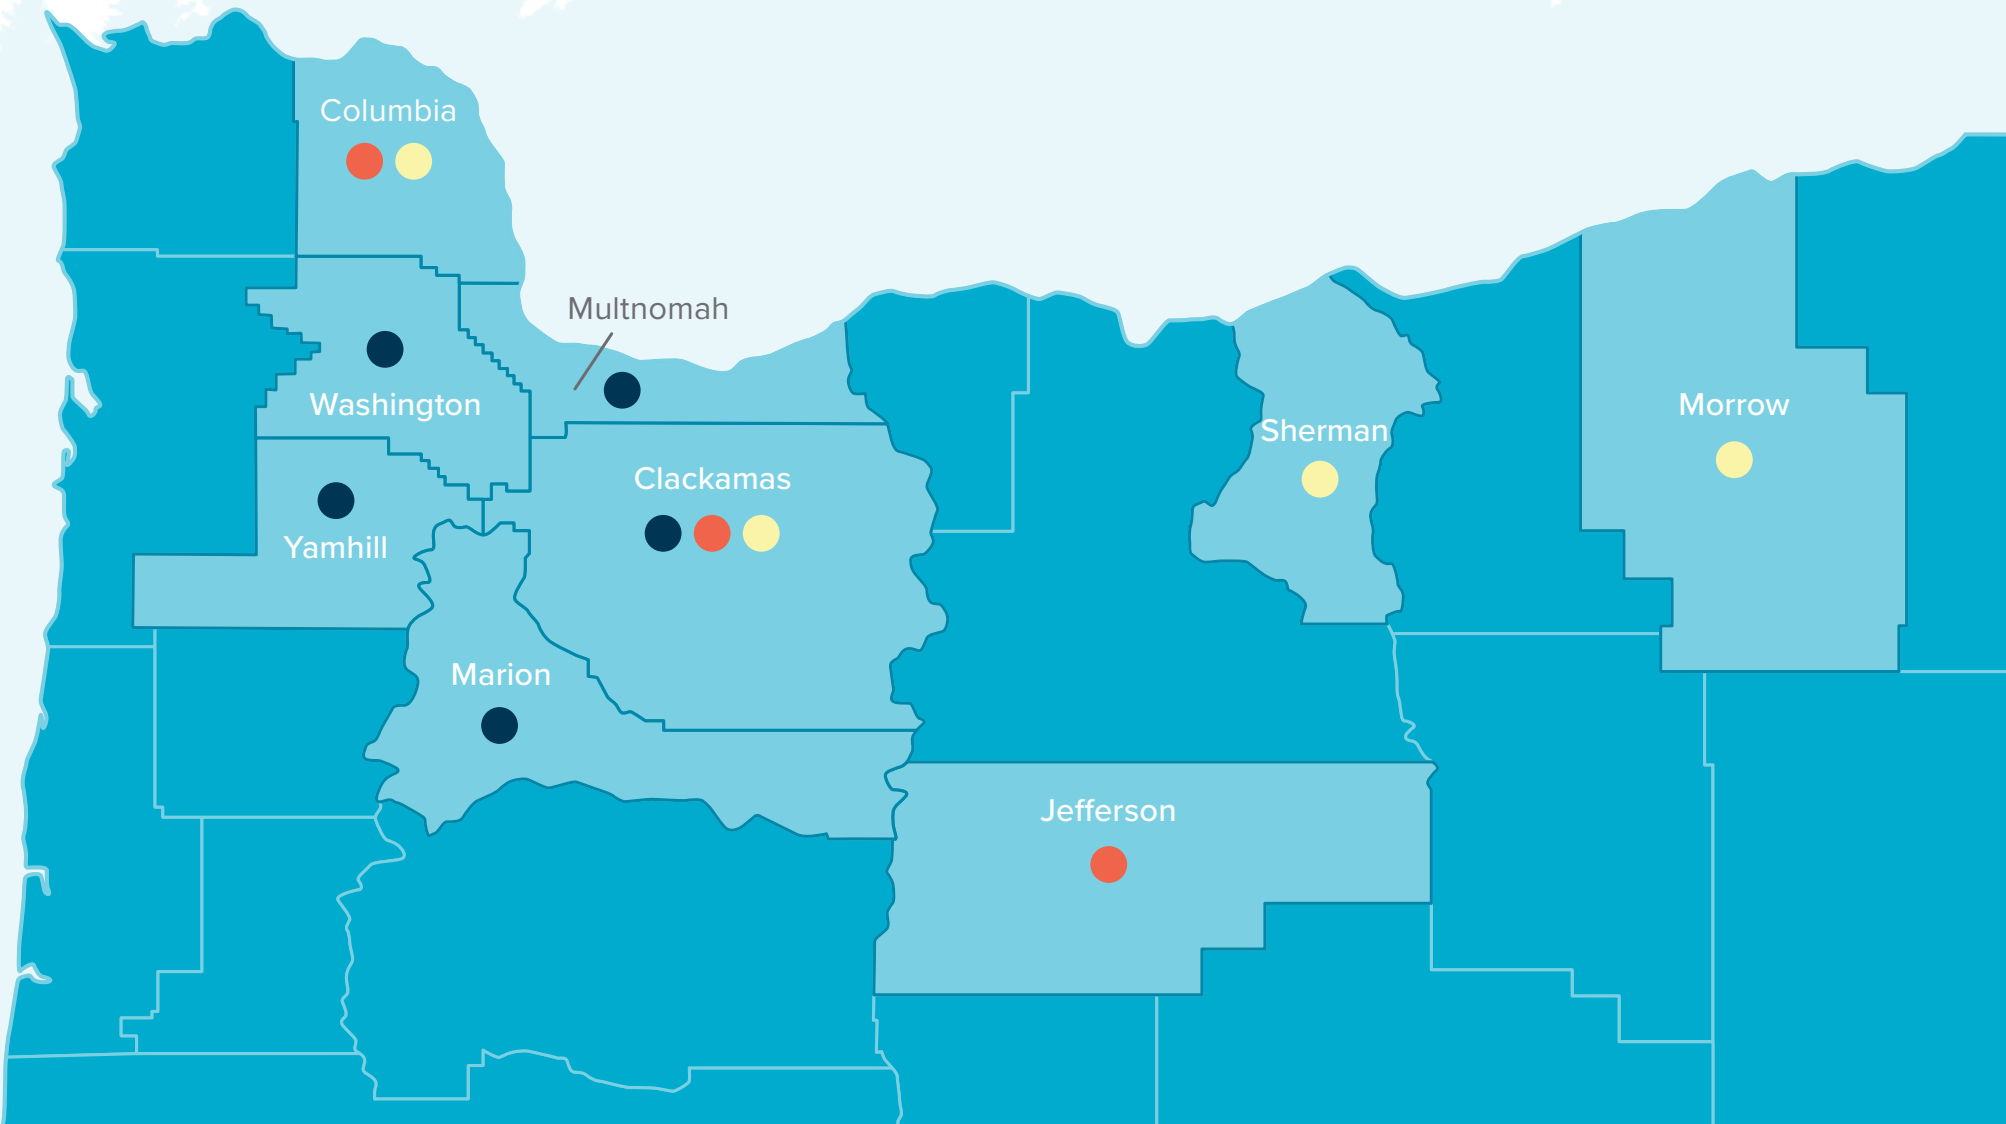 Columbia
Multnomah
Washington
Morrow
Sherman
Clackamas
Yamhill
Marion
Jefferson